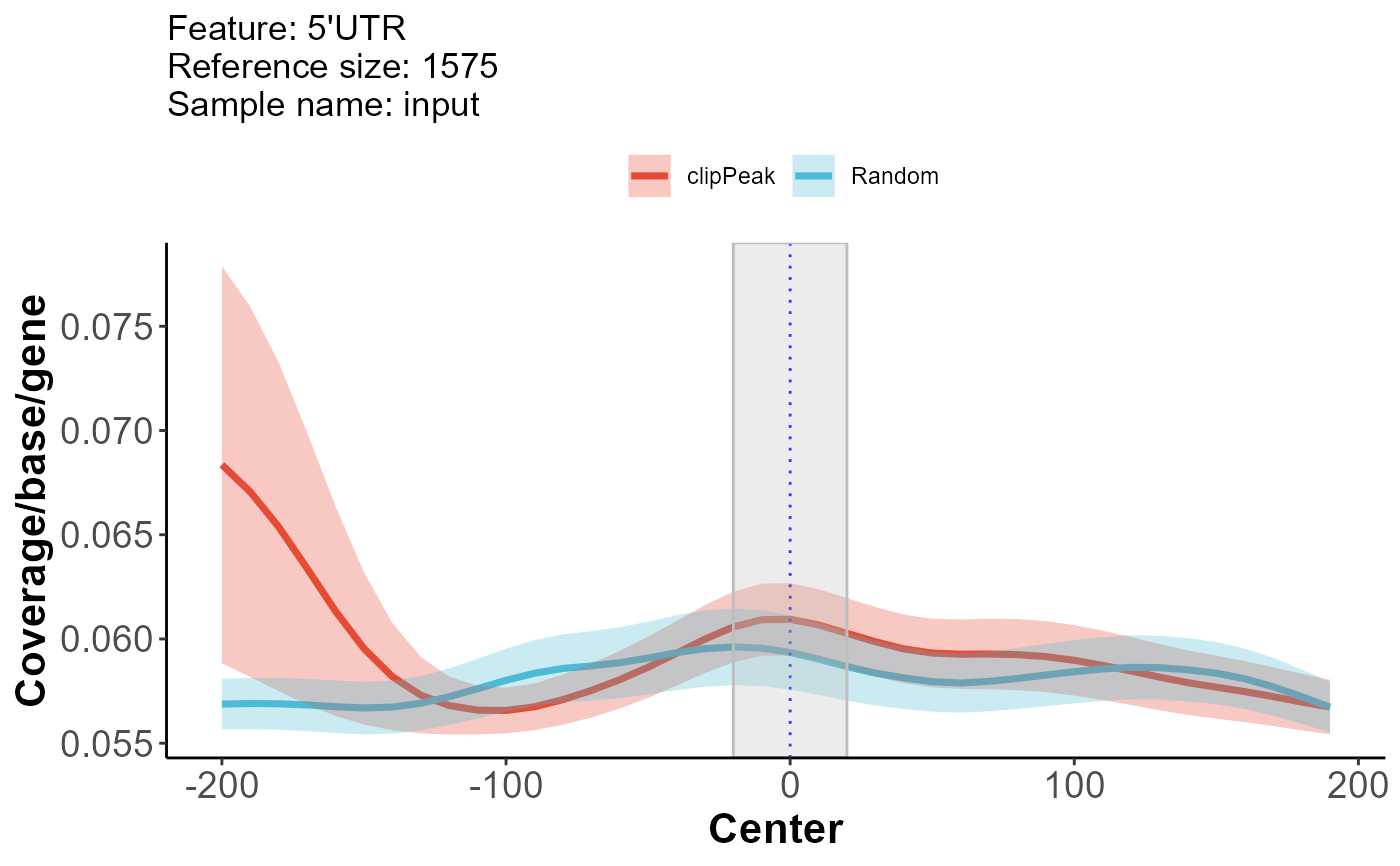 Feature: 5'UTR
Reference size: 1575
Sample name: input
clipPeak Random
Coverage/base/gene
0.075
0.070
0.065
0.060
0.055
-200 -100 0 100 200
Center